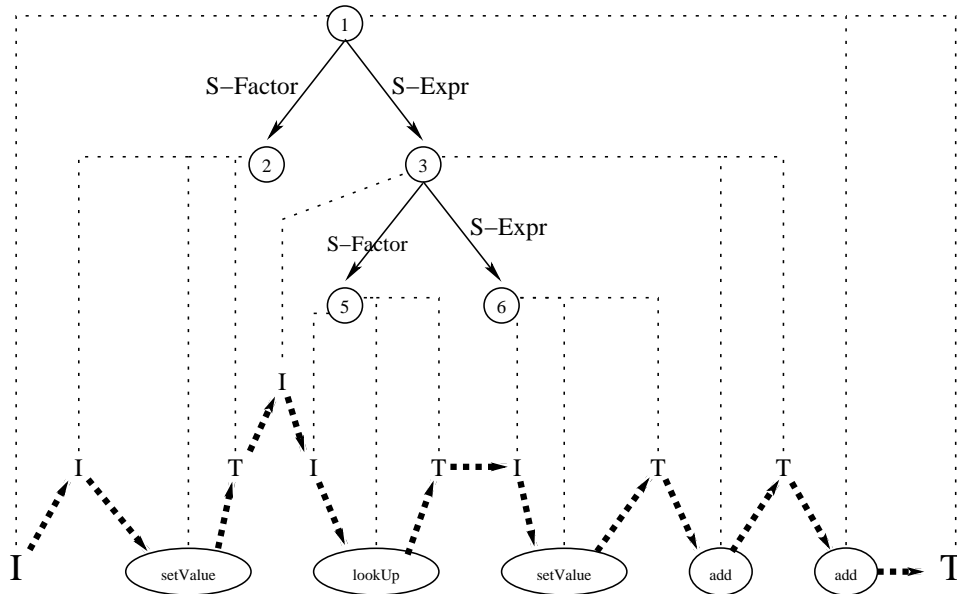 1
S−Factor S−Expr
2 3
S−Factor S−Expr
5 6
I
I T I T I T T
I setValue lookUp setValue add add T